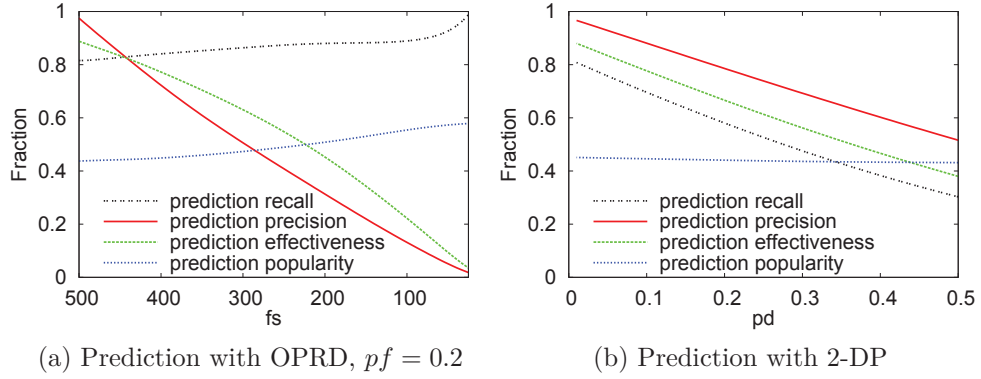 1
0.8
0.6
0.4
0.2
0
Fraction
prediction recall
prediction precision
prediction effectiveness
prediction popularity
500 400 300 200 100
fs
(a) Prediction with OPRD, pf = 0.2
1
0.8
0.6
0.4
0.2
0
Fraction
prediction recall
prediction precision
prediction effectiveness
prediction popularity
0 0.1 0.2 0.3 0.4 0.5
pd
(b) Prediction with 2-DP